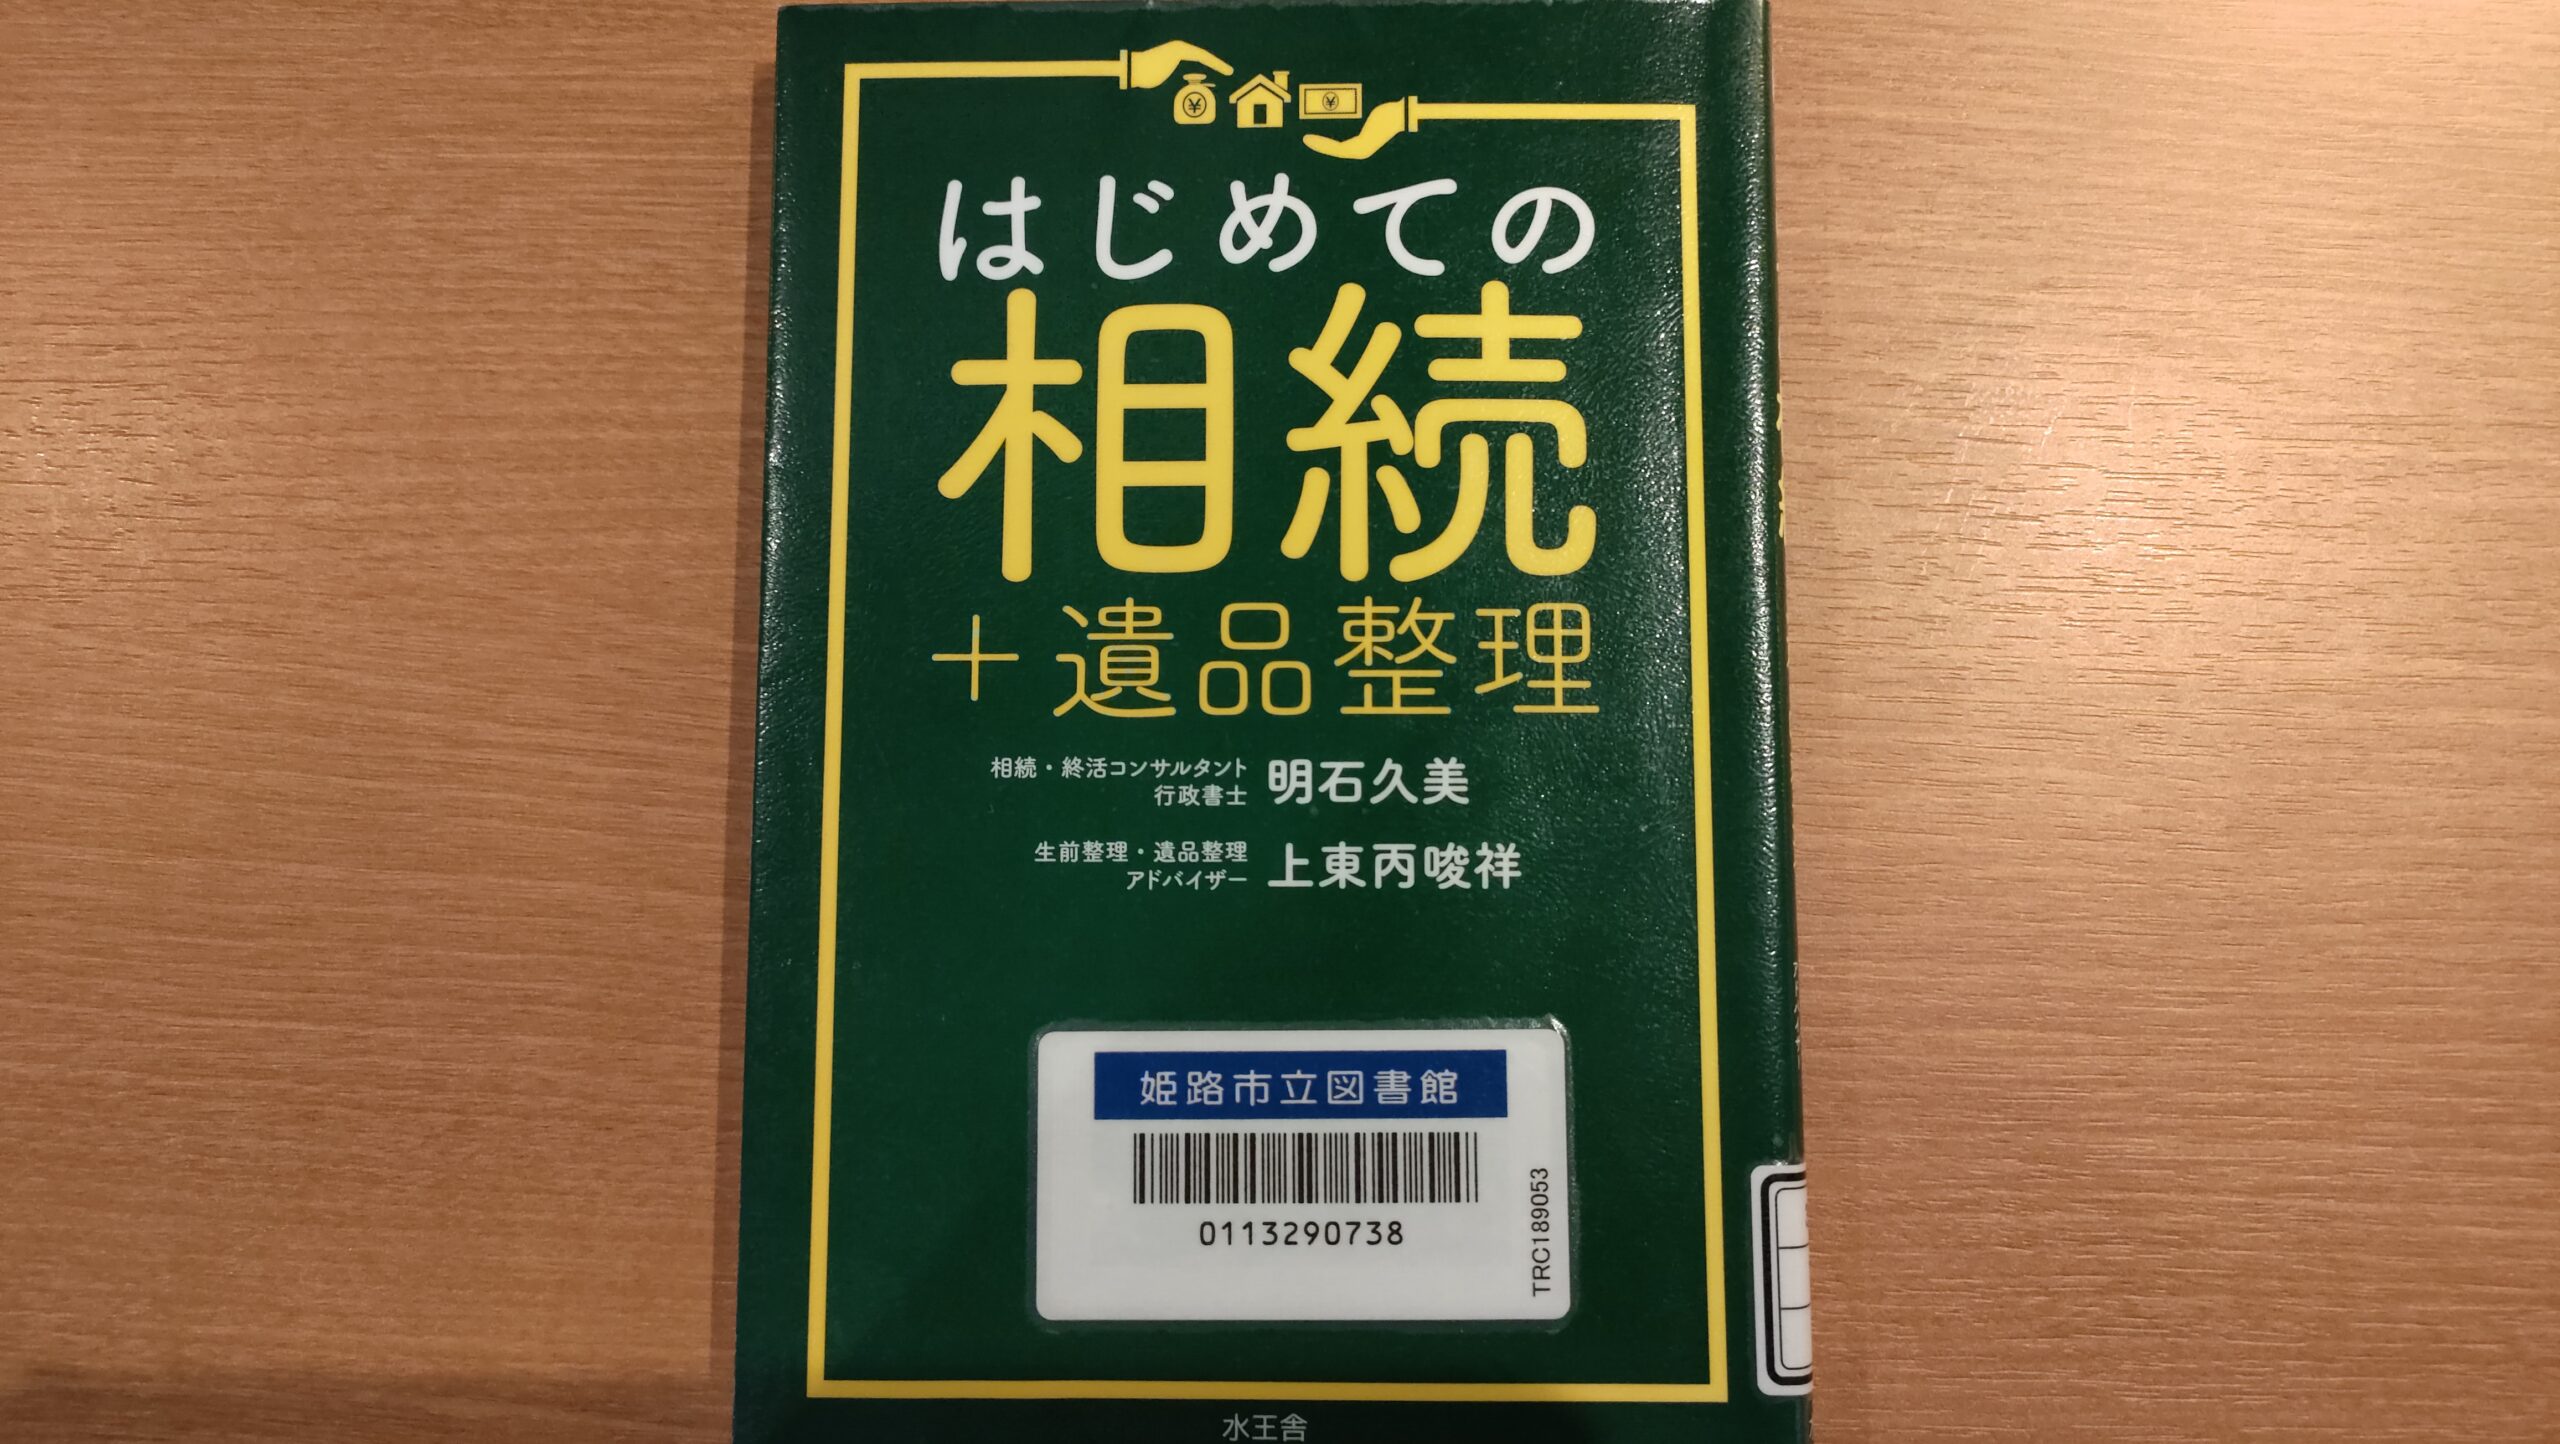 はじめての
相続
+遺品整理
相続・終活コンサルタント
行政書士 明石久美
生前整理・遺品整理
アドバイザー 上東丙唆祥
姫路市立図書館
0113290738
TRC189053
水王舎